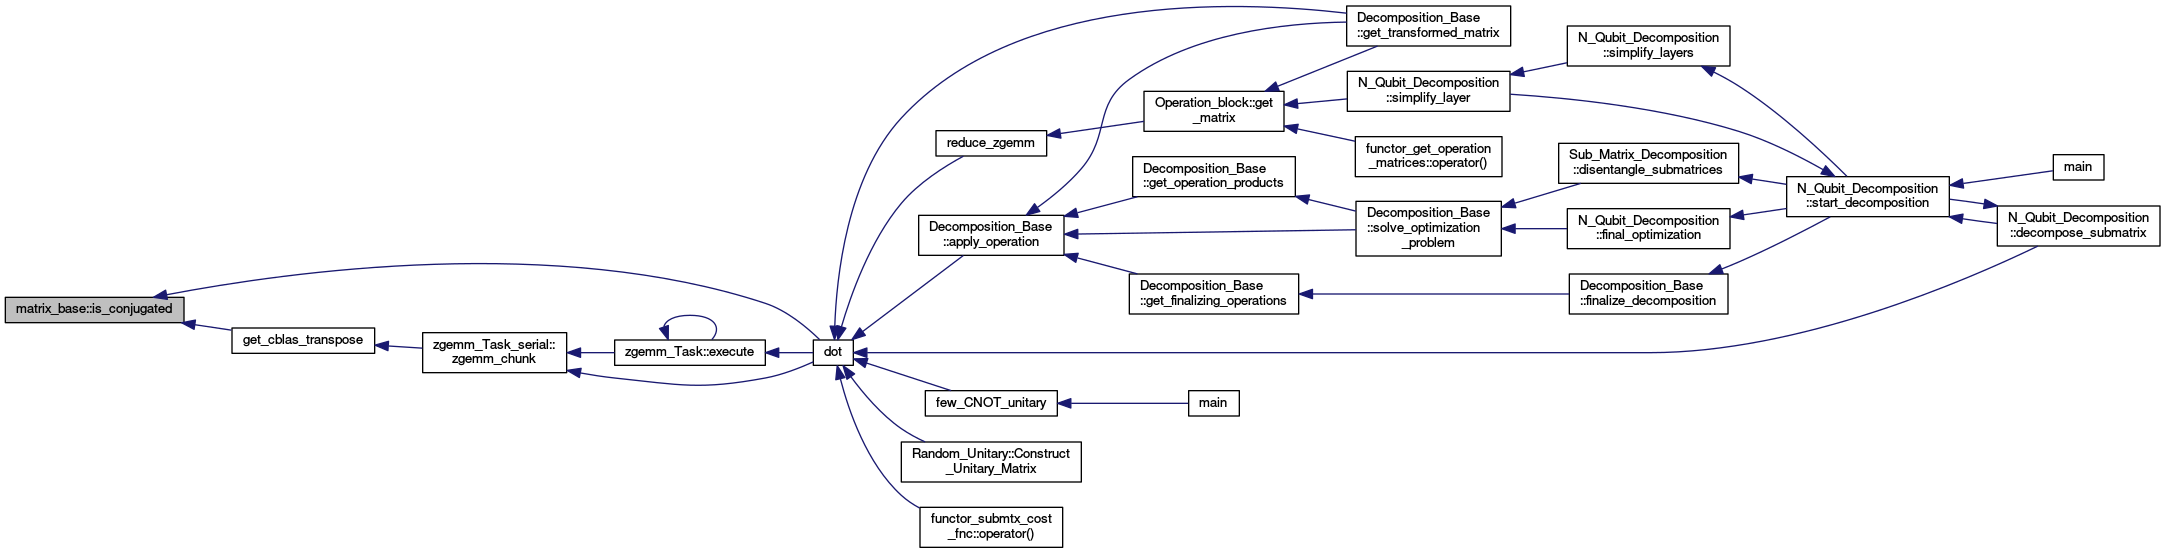 matrix_base::is_conjugated
get_cblas_transpose
zgemm_Task_serial::
zgemm_chunk
zgemm_Task::execute
dot
Decomposition_Base
::get_transformed_matrix
reduce_zgemm
Operation_block::get
_matrix
N_Qubit_Decomposition
::simplify_layer
N_Qubit_Decomposition
::simplify_layers
functor_get_operation
_matrices::operator()
Decomposition_Base
::apply_operation
Decomposition_Base
::get_operation_products
Decomposition_Base
::solve_optimization
_problem
Sub_Matrix_Decomposition
::disentangle_submatrices
N_Qubit_Decomposition
::final_optimization
Decomposition_Base
::get_finalizing_operations
Decomposition_Base
::finalize_decomposition
N_Qubit_Decomposition
::start_decomposition
main
N_Qubit_Decomposition
::decompose_submatrix
few_CNOT_unitary
main
Random_Unitary::Construct
_Unitary_Matrix
functor_submtx_cost
_fnc::operator()